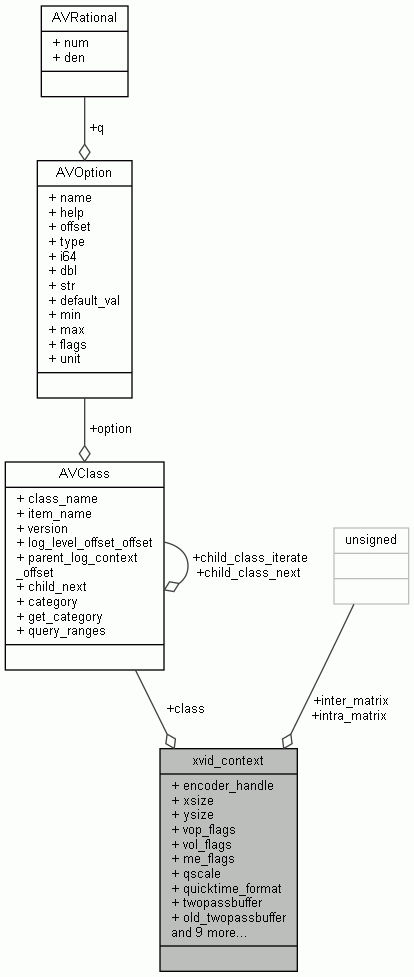 AVRational
+ num
+ den
+q
AVOption
+ name
+ help
+ offset
+ type
+ i64
+ dbl
+ str
+ default_val
+ min
+ max
+ flags
+ unit
+option
AVClass
+ class_name
+ item_name
+ version
+ log_level_offset_offset
+ parent_log_context
_offset
+ child_next
+ category
+ get_category
+ query_ranges
+child_class_iterate
+child_class_next
unsigned
+class
+inter_matrix
+intra_matrix
xvid_context
+ encoder_handle
+ xsize
+ ysize
+ vop_flags
+ vol_flags
+ me_flags
+ qscale
+ quicktime_format
+ twopassbuffer
+ old_twopassbuffer
and 9 more...